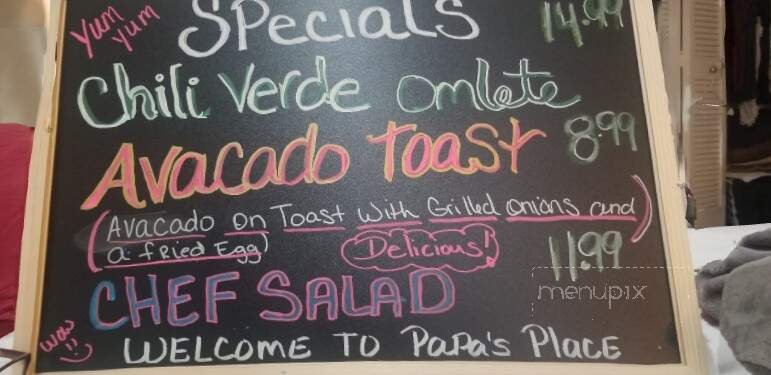 Yum Yum SPecialS 14.99
Chili Verde omlete
AvACADO TOAST 8.99
(AvACADO on Toast with Grilled onions and
a. fRied Egg) Delicious! 11.99
CHEF SALAD
menupix
wow WELCOME TO PaPa's Place